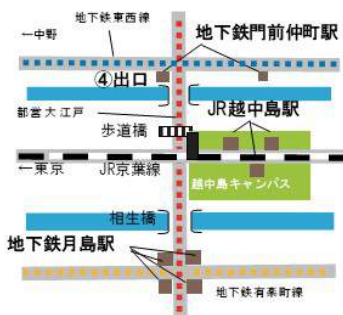 地下鉄東西線
←中野
地下鉄門前仲町駅
④出口
都営大江戸
歩道橋
JR越中島駅
←東京
JR京葉線
越中島キャンパス
相生橋
地下鉄月島駅
地下鉄有楽町線